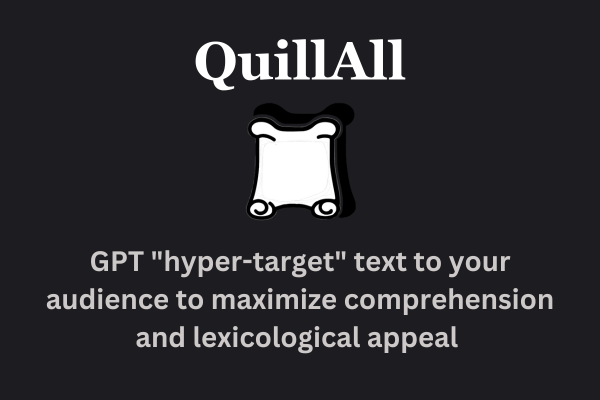 QuillAll
GPT "hyper-target" text to your
audience to maximize comprehension
and lexicological appeal